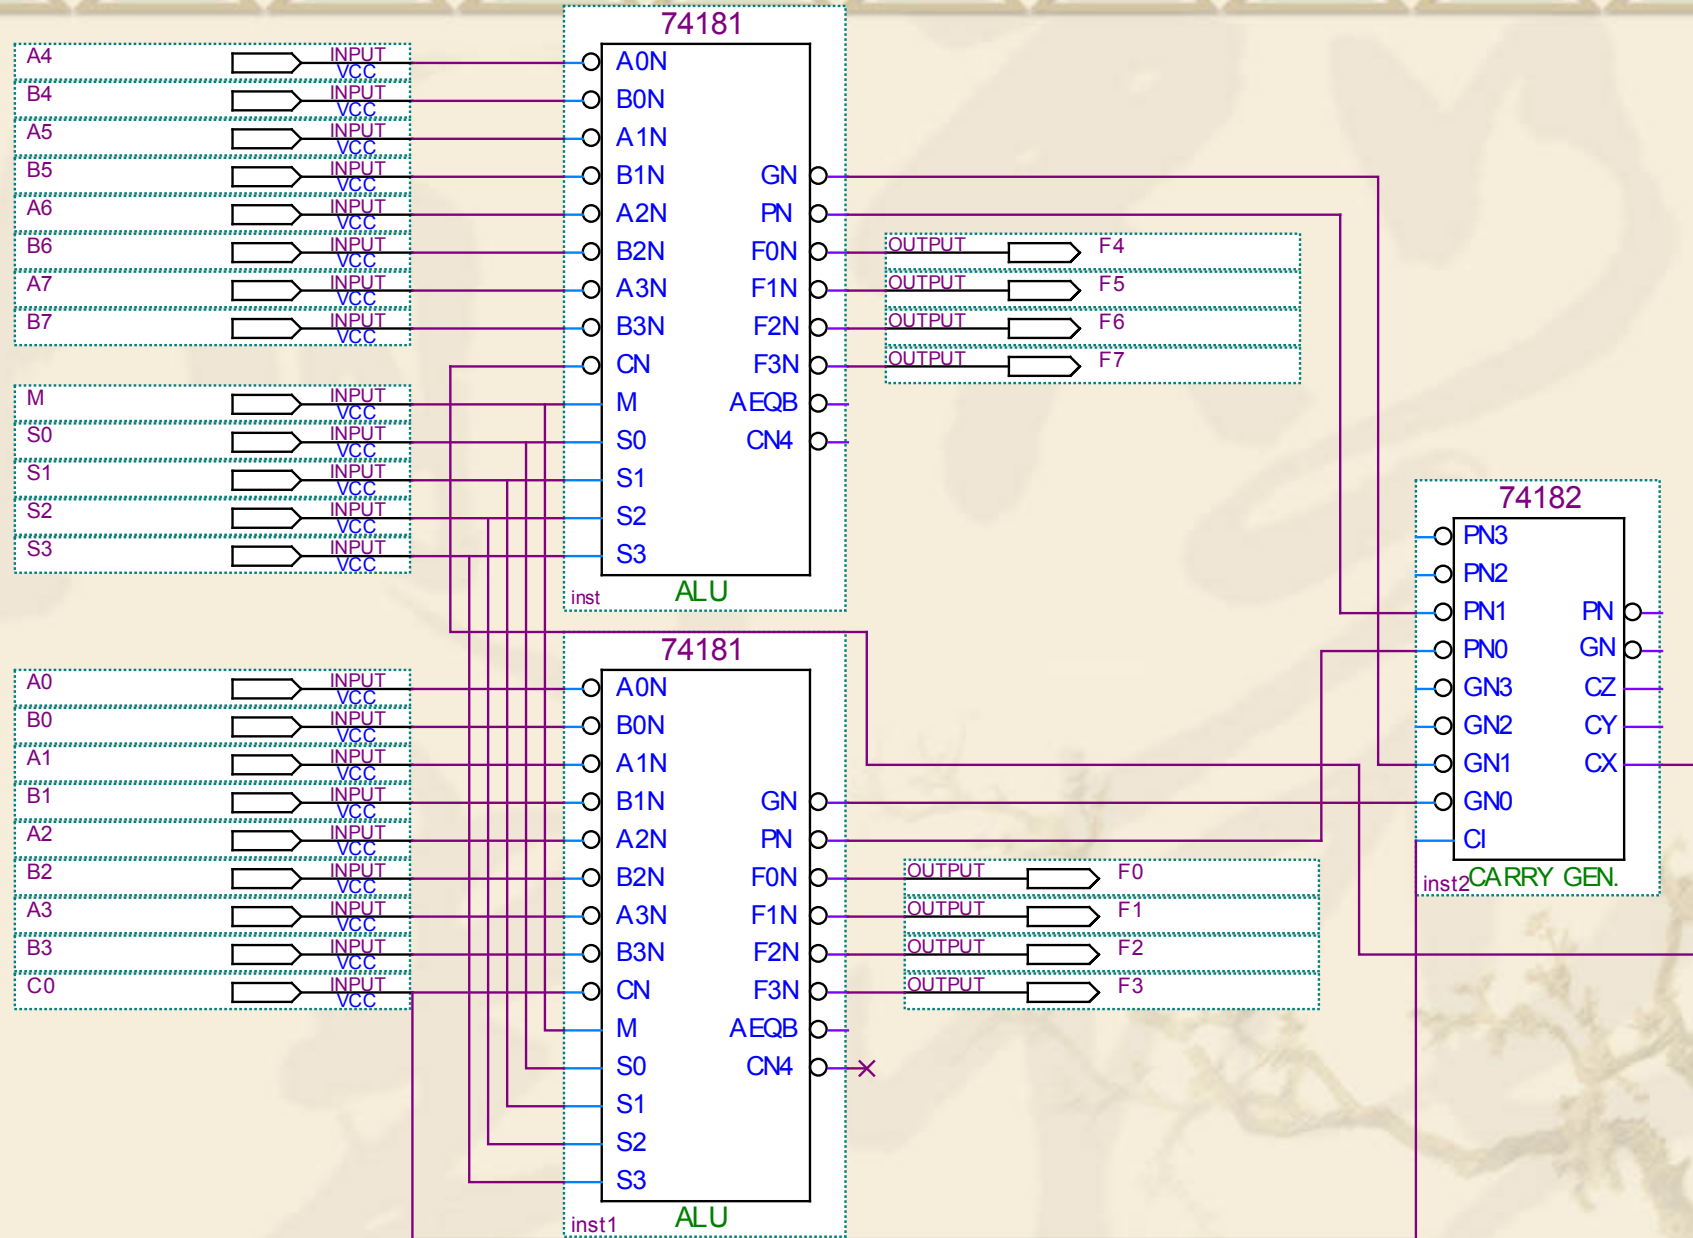 74181
A4 INPUT VCC A0N
B4 INPUT VCC B0N
A5 INPUT VCC A1N
B5 INPUT VCC B1N GN
A6 INPUT VCC A2N PN
B6 INPUT VCC B2N F0N OUTPUT F4
A7 INPUT VCC A3N F1N OUTPUT F5
B7 INPUT VCC B3N F2N OUTPUT F6
CN F3N OUTPUT F7
M INPUT VCC M AEQB
S0 INPUT VCC S0 CN4
S1 INPUT VCC S1
S2 INPUT VCC S2
S3 INPUT VCC S3
inst ALU
74181
A0 INPUT VCC A0N
B0 INPUT VCC B0N
A1 INPUT VCC A1N
B1 INPUT VCC B1N GN
A2 INPUT VCC A2N PN
B2 INPUT VCC B2N F0N OUTPUT F0
A3 INPUT VCC A3N F1N OUTPUT F1
B3 INPUT VCC B3N F2N OUTPUT F2
C0 INPUT VCC CN F3N OUTPUT F3
M AEQB
S0 CN4
S1
S2
S3
inst1 ALU
74182
PN3
PN2
PN1 PN
PN0 GN
GN3 CZ
GN2 CY
GN1 CX
GN0
CI
inst2 CARRY GEN.